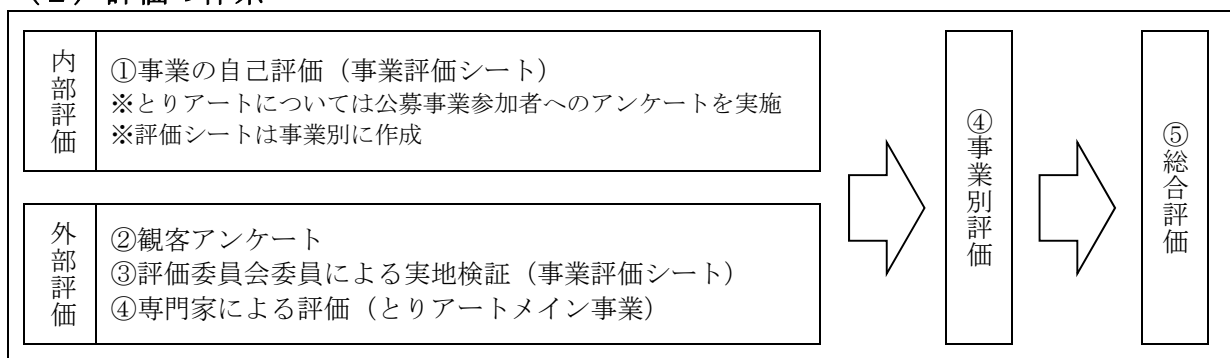 内部評価
①事業の自己評価（事業評価シート）
※とりアートについては公募事業参加者へのアンケートを実施
※評価シートは事業別に作成
外部評価
②観客アンケート
③評価委員会委員による実地検証（事業評価シート）
④専門家による評価（とりアートメイン事業）
④事業別評価
⑤総合評価